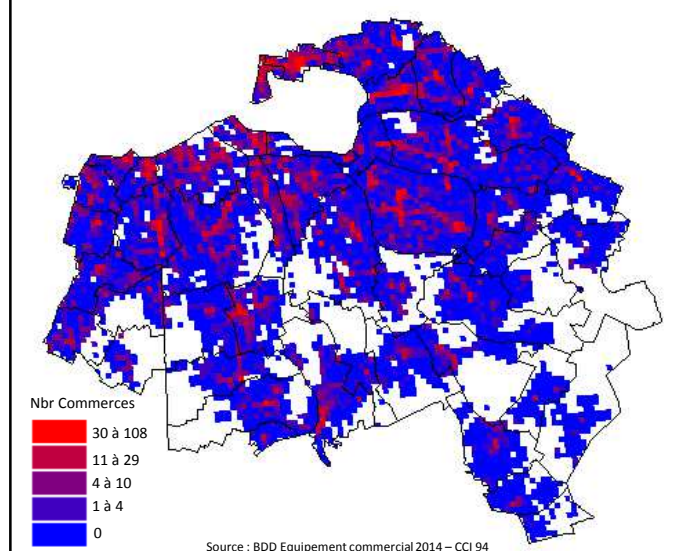 Nbr Commerces
30 à 108
11 à 29
4 à 10
1 à 4
0
Source : BDD Equipement commercial 2014 – CCI 94